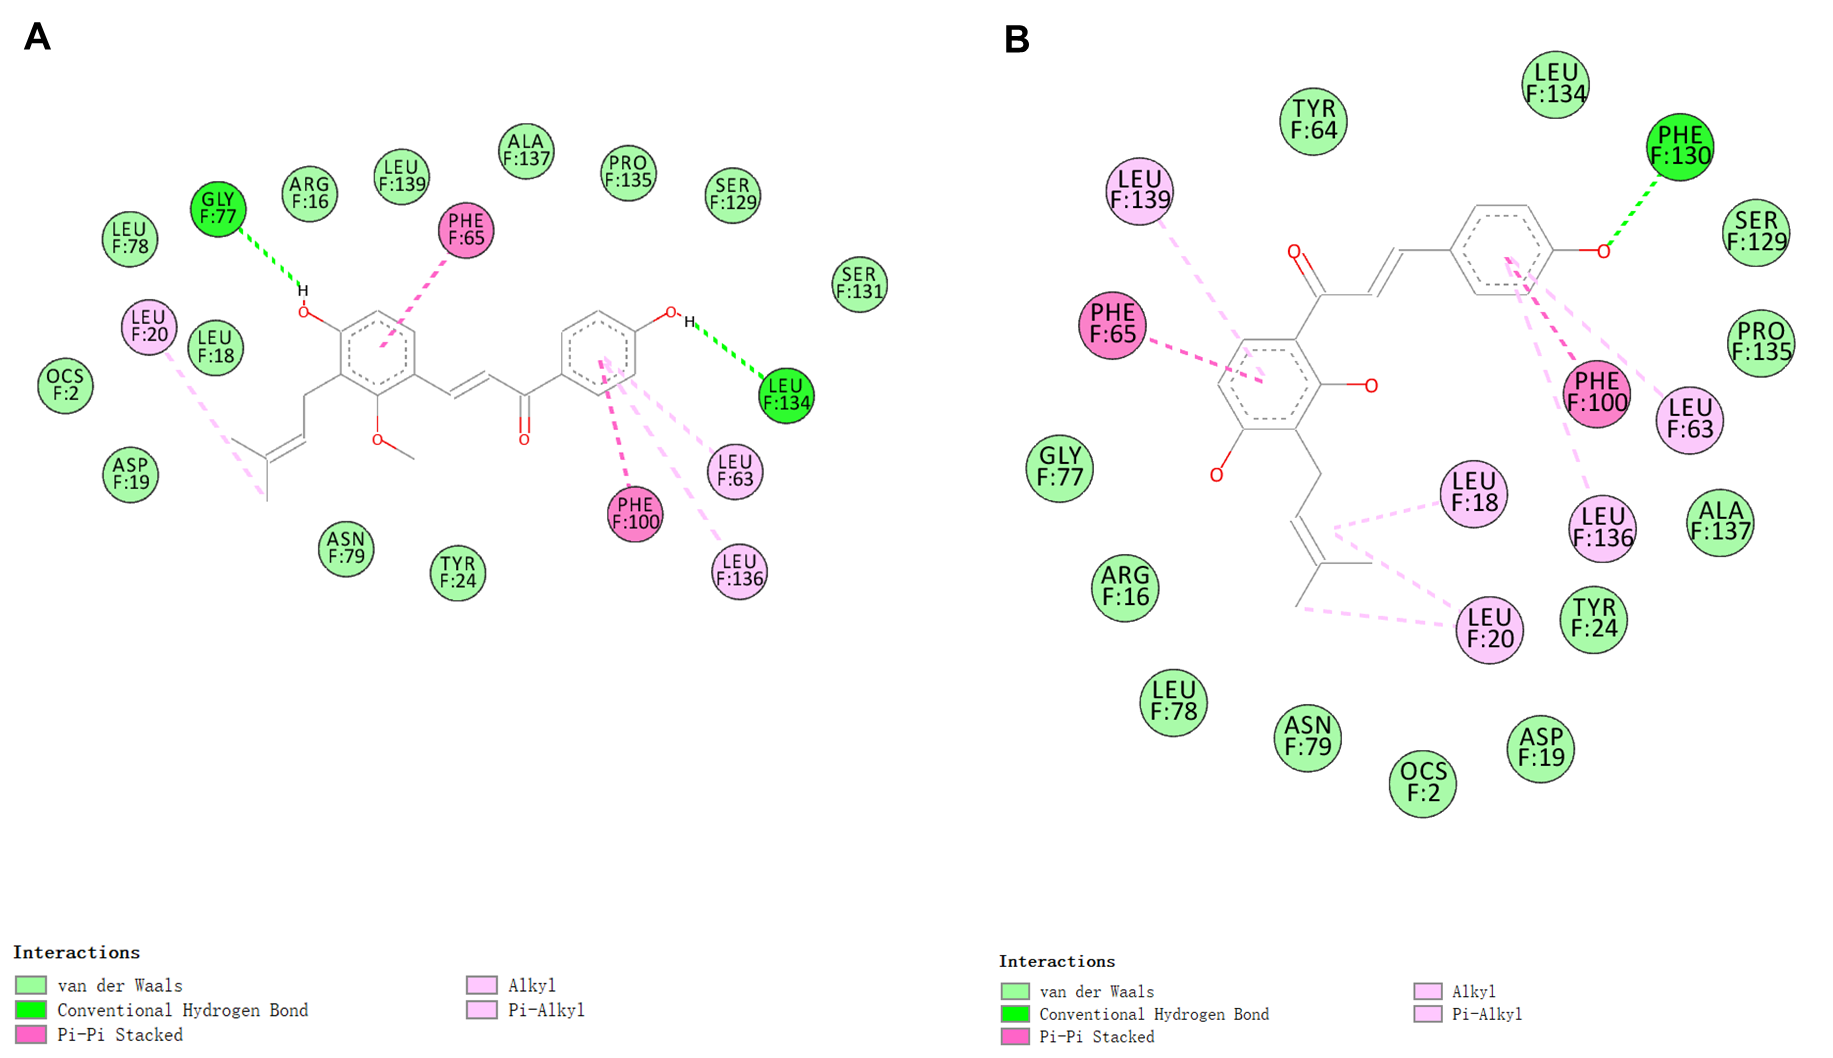 A
ALA
F:137
PRO
F:135
LEU
F:139
ARG
F:16
SER
F:129
GLY
F:77
PHE
F:65
LEU
F:78
SER
F:131
H
O
O
H
LEU
F:20
LEU
F:18
OCS
F:2
LEU
F:134
O
O
ASP
F:19
LEU
F:63
PHE
F:100
ASN
F:79
TYR
F:24
LEU
F:136
Interactions
van der Waals
Conventional Hydrogen Bond
Pi-Pi Stacked
Alkyl
Pi-Alkyl
B
LEU
F:134
TYR
F:64
PHE
F:130
LEU
F:139
SER
F:129
O
O
PHE
F:65
PRO
F:135
O
PHE
F:100
LEU
F:63
GLY
F:77
O
LEU
F:18
LEU
F:136
ALA
F:137
ARG
F:16
LEU
F:20
TYR
F:24
LEU
F:78
ASN
F:79
OCS
F:2
ASP
F:19
Interactions
van der Waals
Conventional Hydrogen Bond
Pi-Pi Stacked
Alkyl
Pi-Alkyl